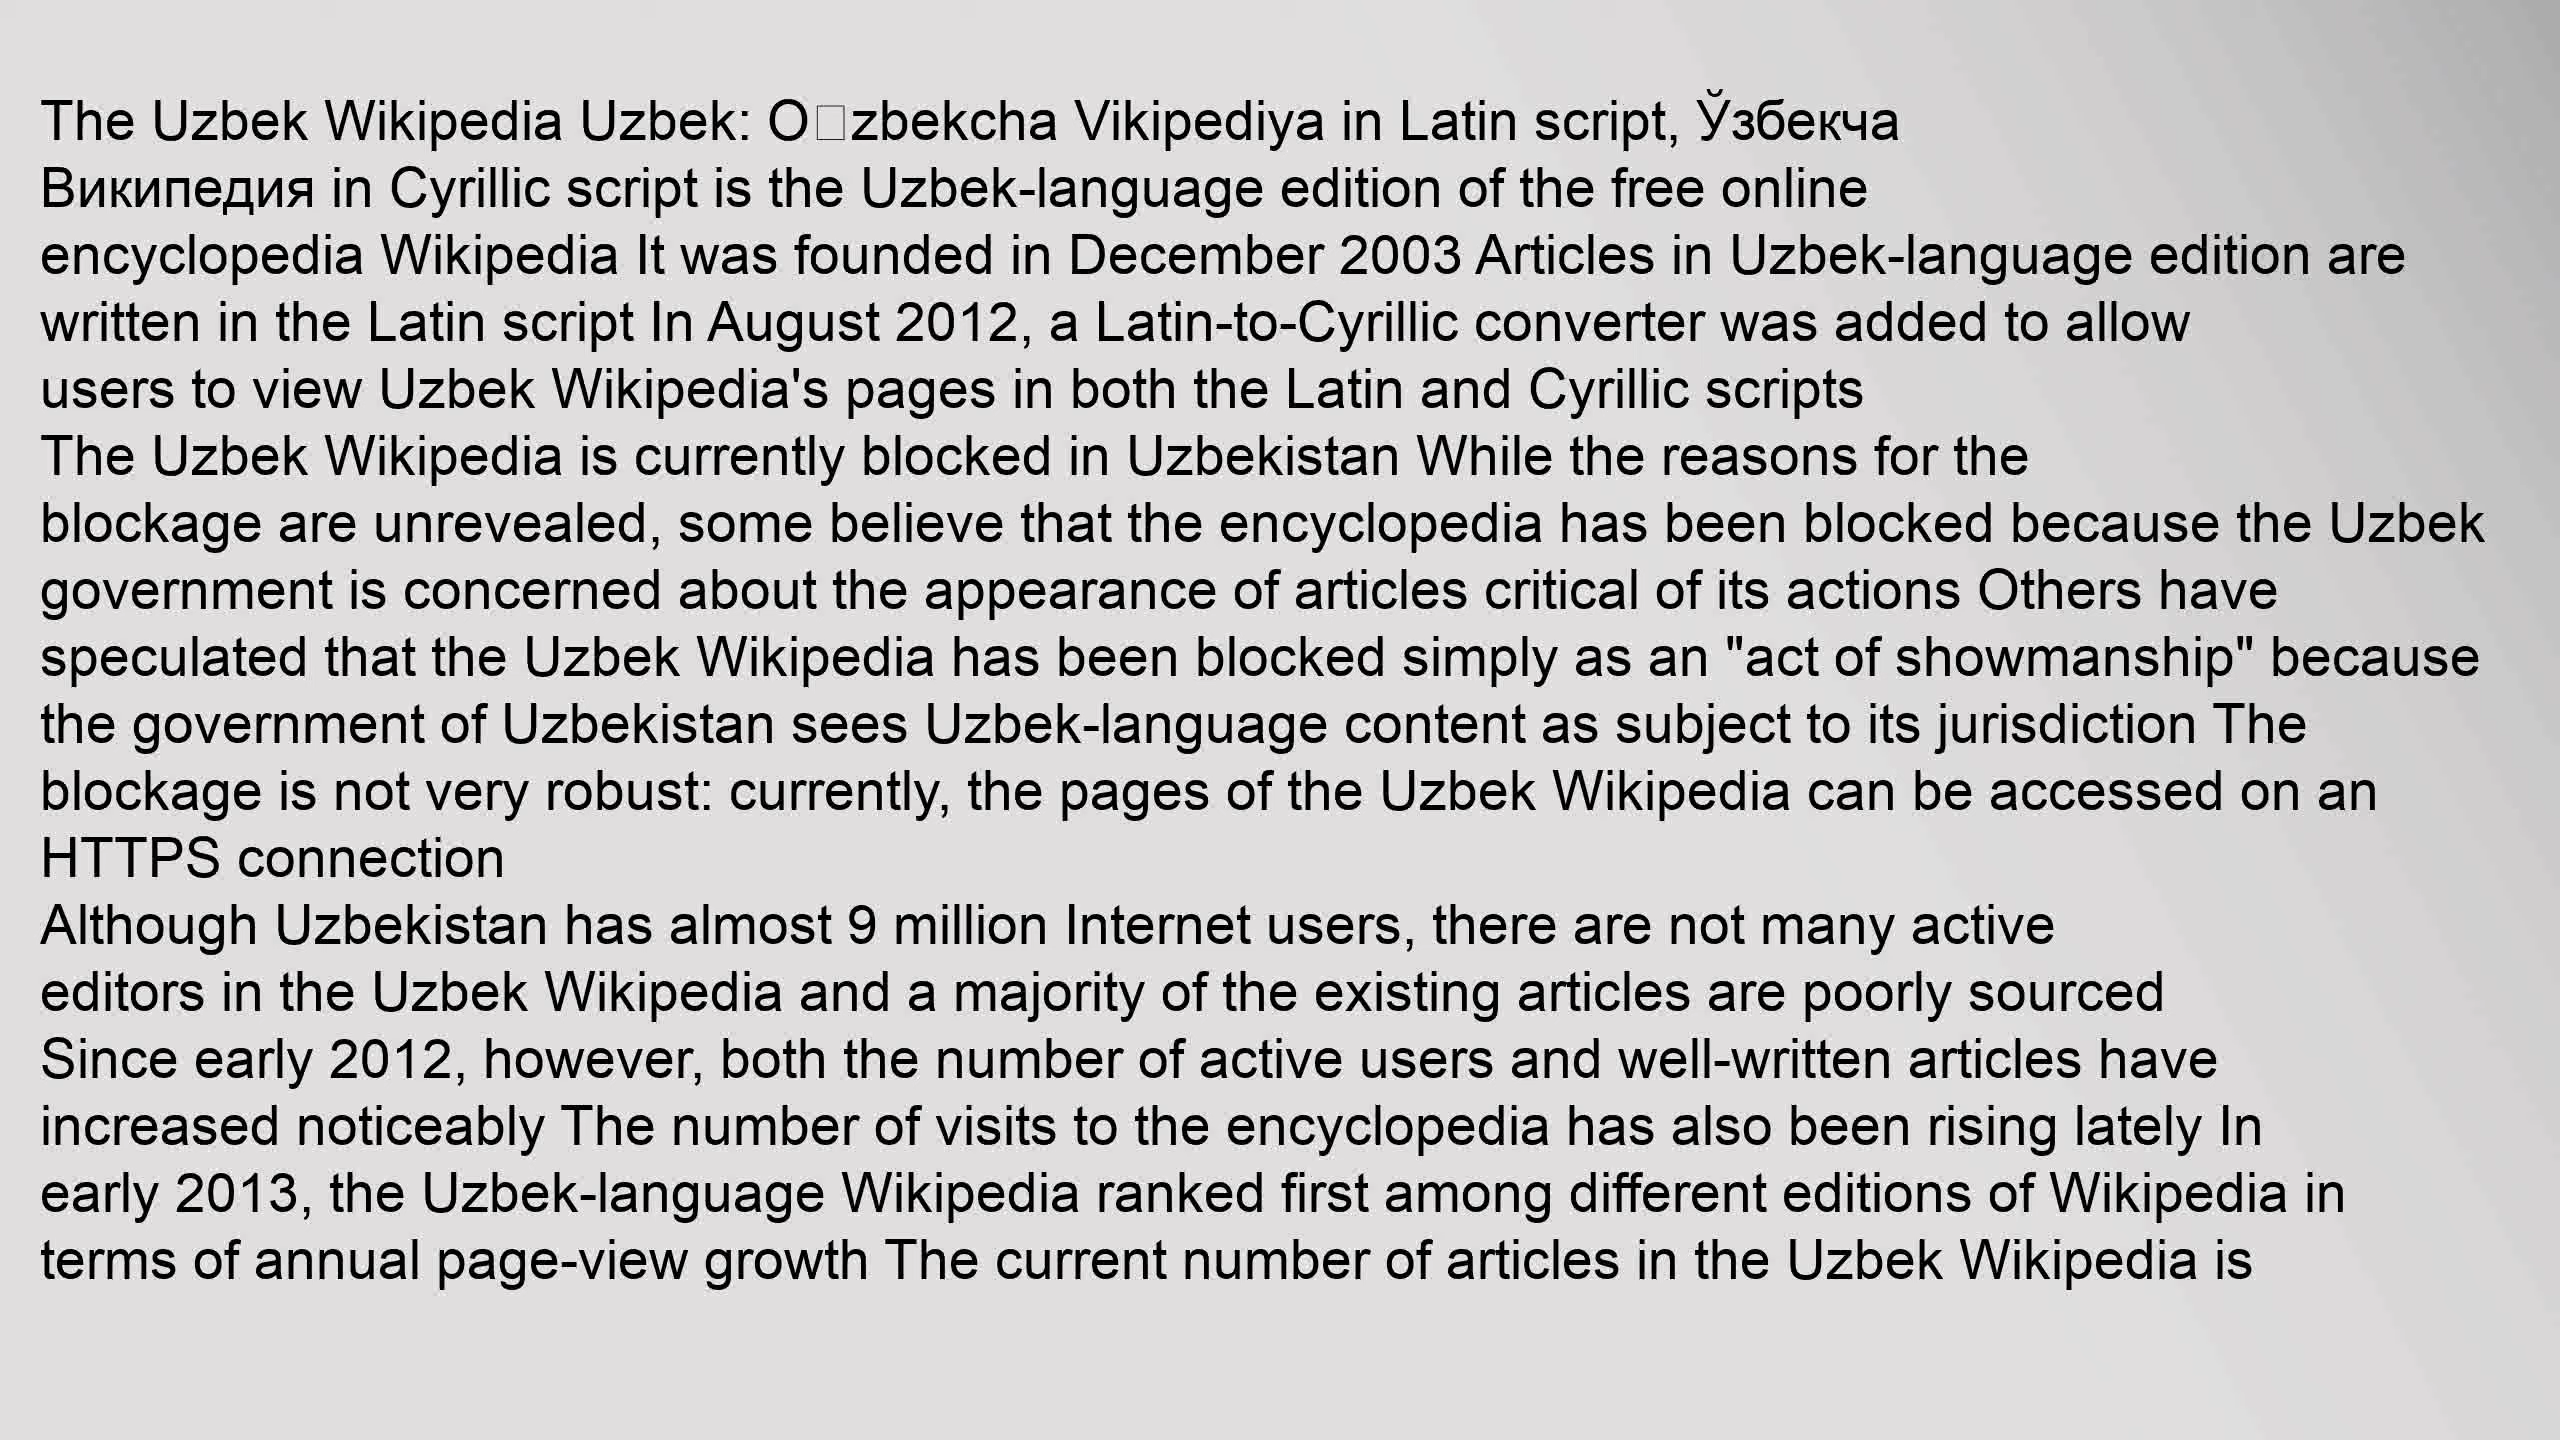 The Uzbek Wikipedia Uzbek: O□zbekcha Vikipediya in Latin script, Ўзбекча
Википедия in Cyrillic script is the Uzbek-language edition of the free online
encyclopedia Wikipedia It was founded in December 2003 Articles in Uzbek-language edition are
written in the Latin script In August 2012, a Latin-to-Cyrillic converter was added to allow
users to view Uzbek Wikipedia's pages in both the Latin and Cyrillic scripts
The Uzbek Wikipedia is currently blocked in Uzbekistan While the reasons for the
blockage are unrevealed, some believe that the encyclopedia has been blocked because the Uzbek
government is concerned about the appearance of articles critical of its actions Others have
speculated that the Uzbek Wikipedia has been blocked simply as an "act of showmanship" because
the government of Uzbekistan sees Uzbek-language content as subject to its jurisdiction The
blockage is not very robust: currently, the pages of the Uzbek Wikipedia can be accessed on an
HTTPS connection
Although Uzbekistan has almost 9 million Internet users, there are not many active
editors in the Uzbek Wikipedia and a majority of the existing articles are poorly sourced
Since early 2012, however, both the number of active users and well-written articles have
increased noticeably The number of visits to the encyclopedia has also been rising lately In
early 2013, the Uzbek-language Wikipedia ranked first among different editions of Wikipedia in
terms of annual page-view growth The current number of articles in the Uzbek Wikipedia is